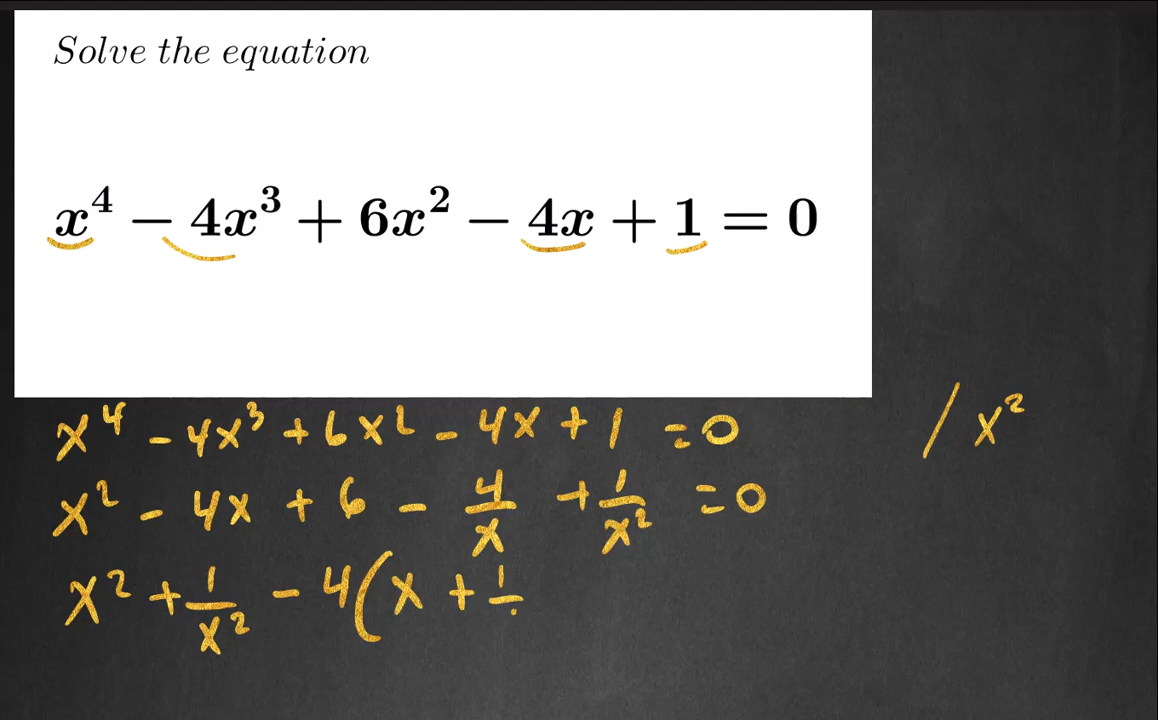 Solve the equation
x⁴ − 4x³ + 6x² − 4x + 1 = 0
x⁴ - 4x³ + 6x² - 4x + 1 = 0 / x²
x² - 4x + 6 - 4/x + 1/x² = 0
x² + 1/x² - 4(x + 1/